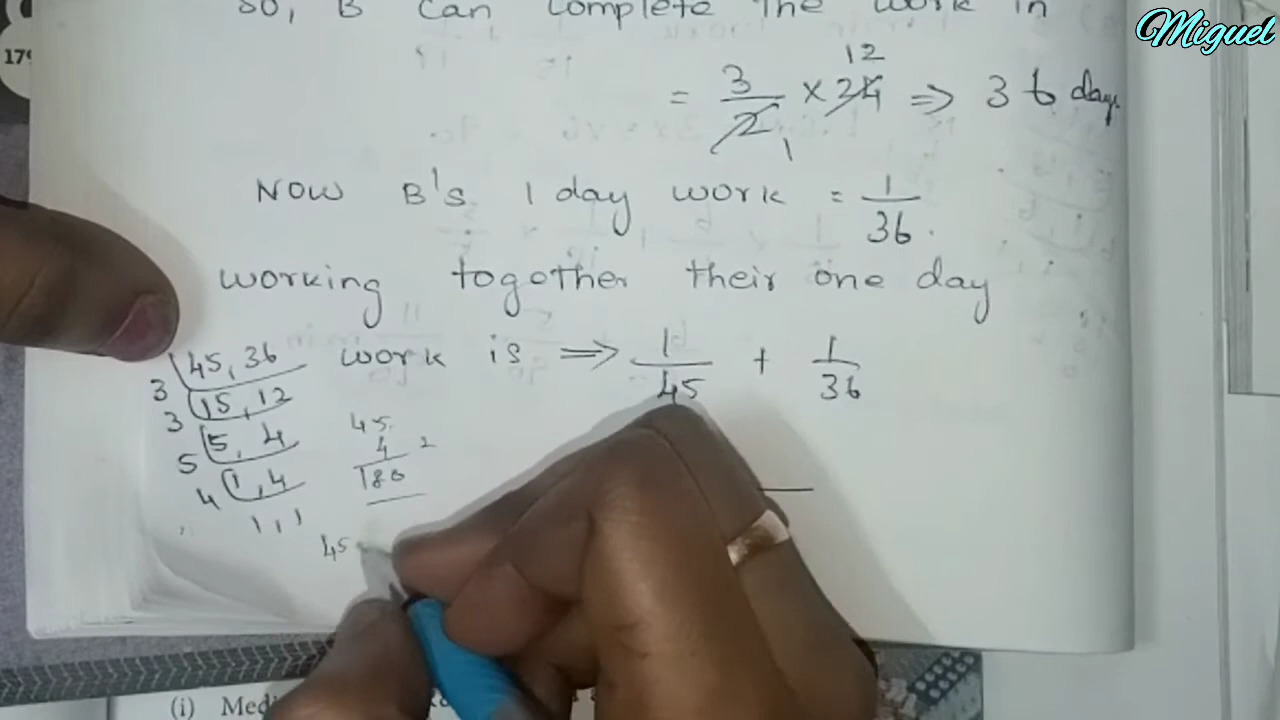 Miguel
So, B can complete the work in
179
12
= 3/2 × 24 ⇒ 36 days
1
NOW B's 1 day work = 1/36.
working together their one day
work is ⇒ 1/45 + 1/36
45, 36
3 15, 12
3 5, 4
5 1, 4
4 1, 1
45
4
180
45
(i) Med